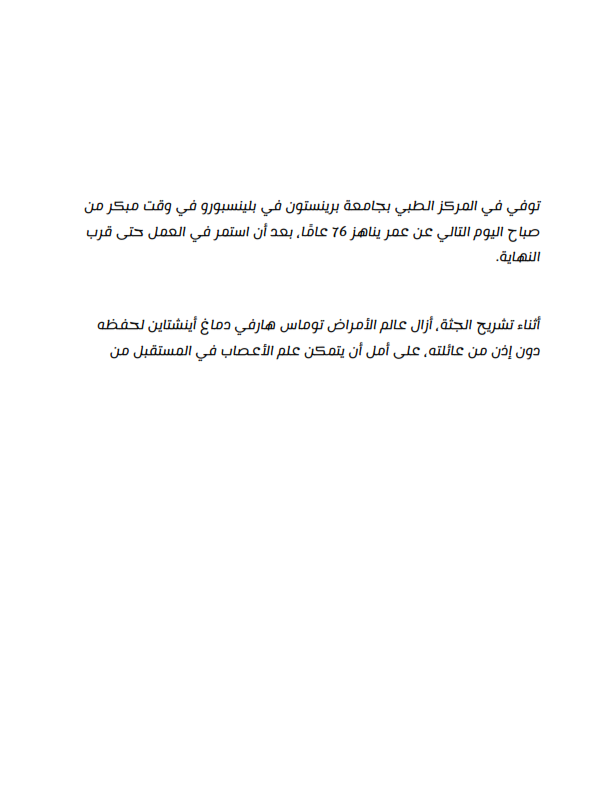 توفي في المركز الطبي بجامعة برينستون في بلينسبورو في وقت مبكر من
صباح اليوم التالي عن عمر يناهز 76 عامًا، بعد أن استمر في العمل حتى قرب
النهاية.
أثناء تشريح الجثة، أزال عالم الأمراض توماس هارفي دماغ أينشتاين لحفظه
دون إذن من عائلته، على أمل أن يتمكن علم الأعصاب في المستقبل من